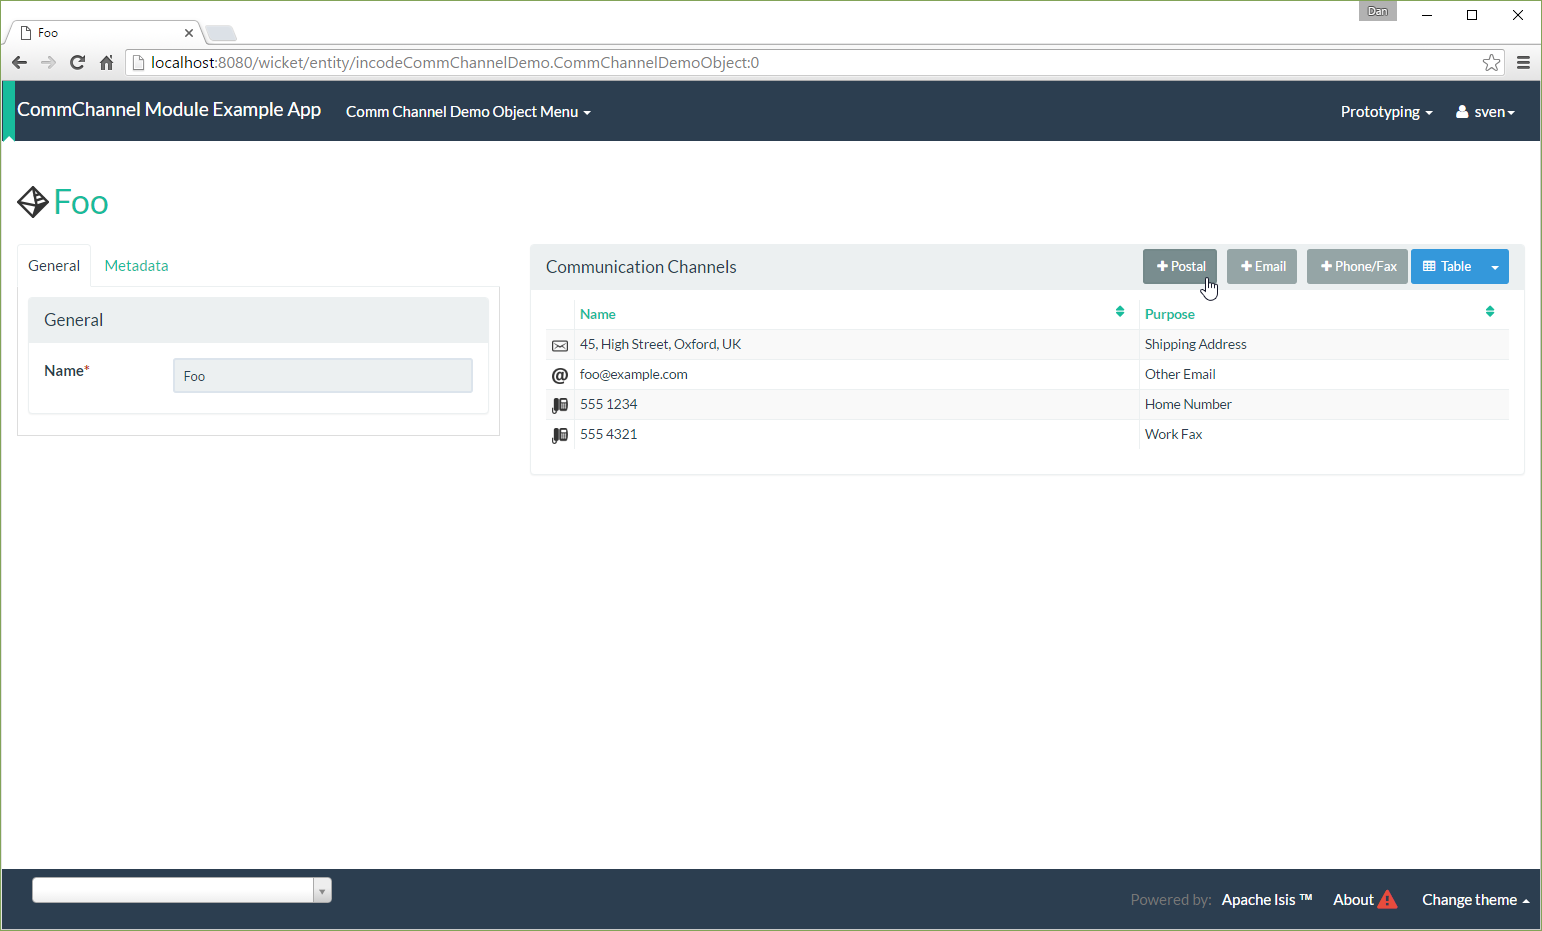 Dan
Foo
localhost:8080/wicket/entity/incodeCommChannelDemo.CommChannelDemoObject:0
CommChannel Module Example App Comm Channel Demo Object Menu Prototyping sven
Foo
General Metadata
General
Name* Foo
Communication Channels Postal Email Phone/Fax Table
Name Purpose
45, High Street, Oxford, UK Shipping Address
foo@example.com Other Email
555 1234 Home Number
555 4321 Work Fax
Powered by: Apache Isis ™ About Change theme